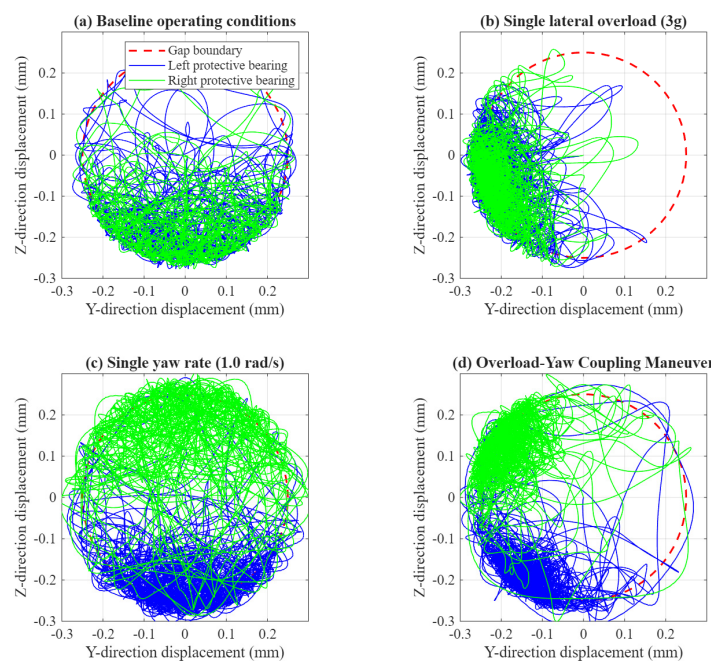 (a) Baseline operating conditions
Gap boundary
Left protective bearing
Right protective bearing
Z-direction displacement (mm)
0.2
0.1
0
-0.1
-0.2
-0.3
-0.3 -0.2 -0.1 0 0.1 0.2
Y-direction displacement (mm)
(b) Single lateral overload (3g)
Z-direction displacement (mm)
0.2
0.1
0
-0.1
-0.2
-0.3
-0.3 -0.2 -0.1 0 0.1 0.2
Y-direction displacement (mm)
(c) Single yaw rate (1.0 rad/s)
Z-direction displacement (mm)
0.2
0.1
0
-0.1
-0.2
-0.3
-0.3 -0.2 -0.1 0 0.1 0.2
Y-direction displacement (mm)
(d) Overload-Yaw Coupling Maneuver
Z-direction displacement (mm)
0.2
0.1
0
-0.1
-0.2
-0.3
-0.3 -0.2 -0.1 0 0.1 0.2
Y-direction displacement (mm)